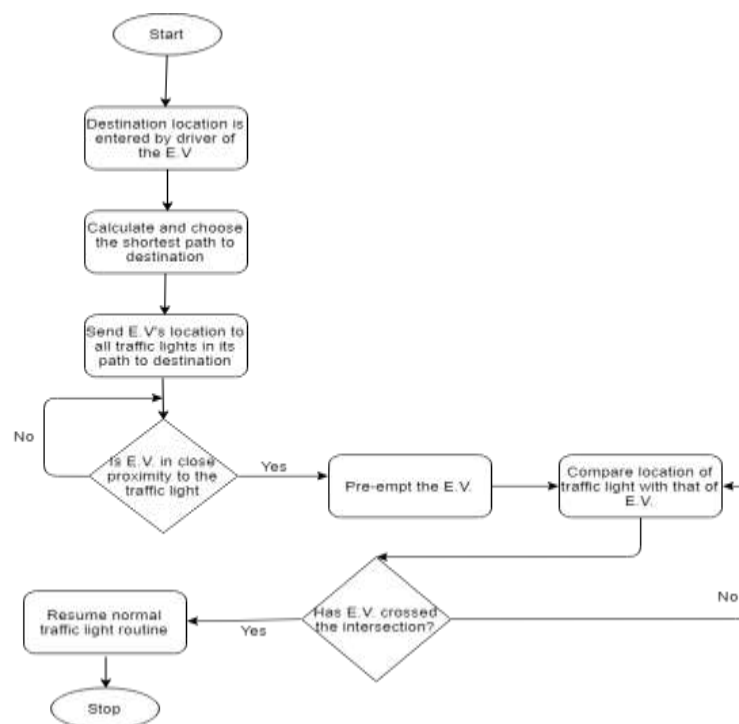 Start
Destination location is
entered by driver of
the E.V
Calculate and choose
the shortest path to
destination
Send E.V's location to
all traffic lights in its
path to destination
No
Is E.V. in close
proximity to the
traffic light
Yes
Pre-empt the E.V.
Compare location of
traffic light with that of
E.V.
Has E.V. crossed
the intersection?
No
Yes
Resume normal
traffic light routine
Stop